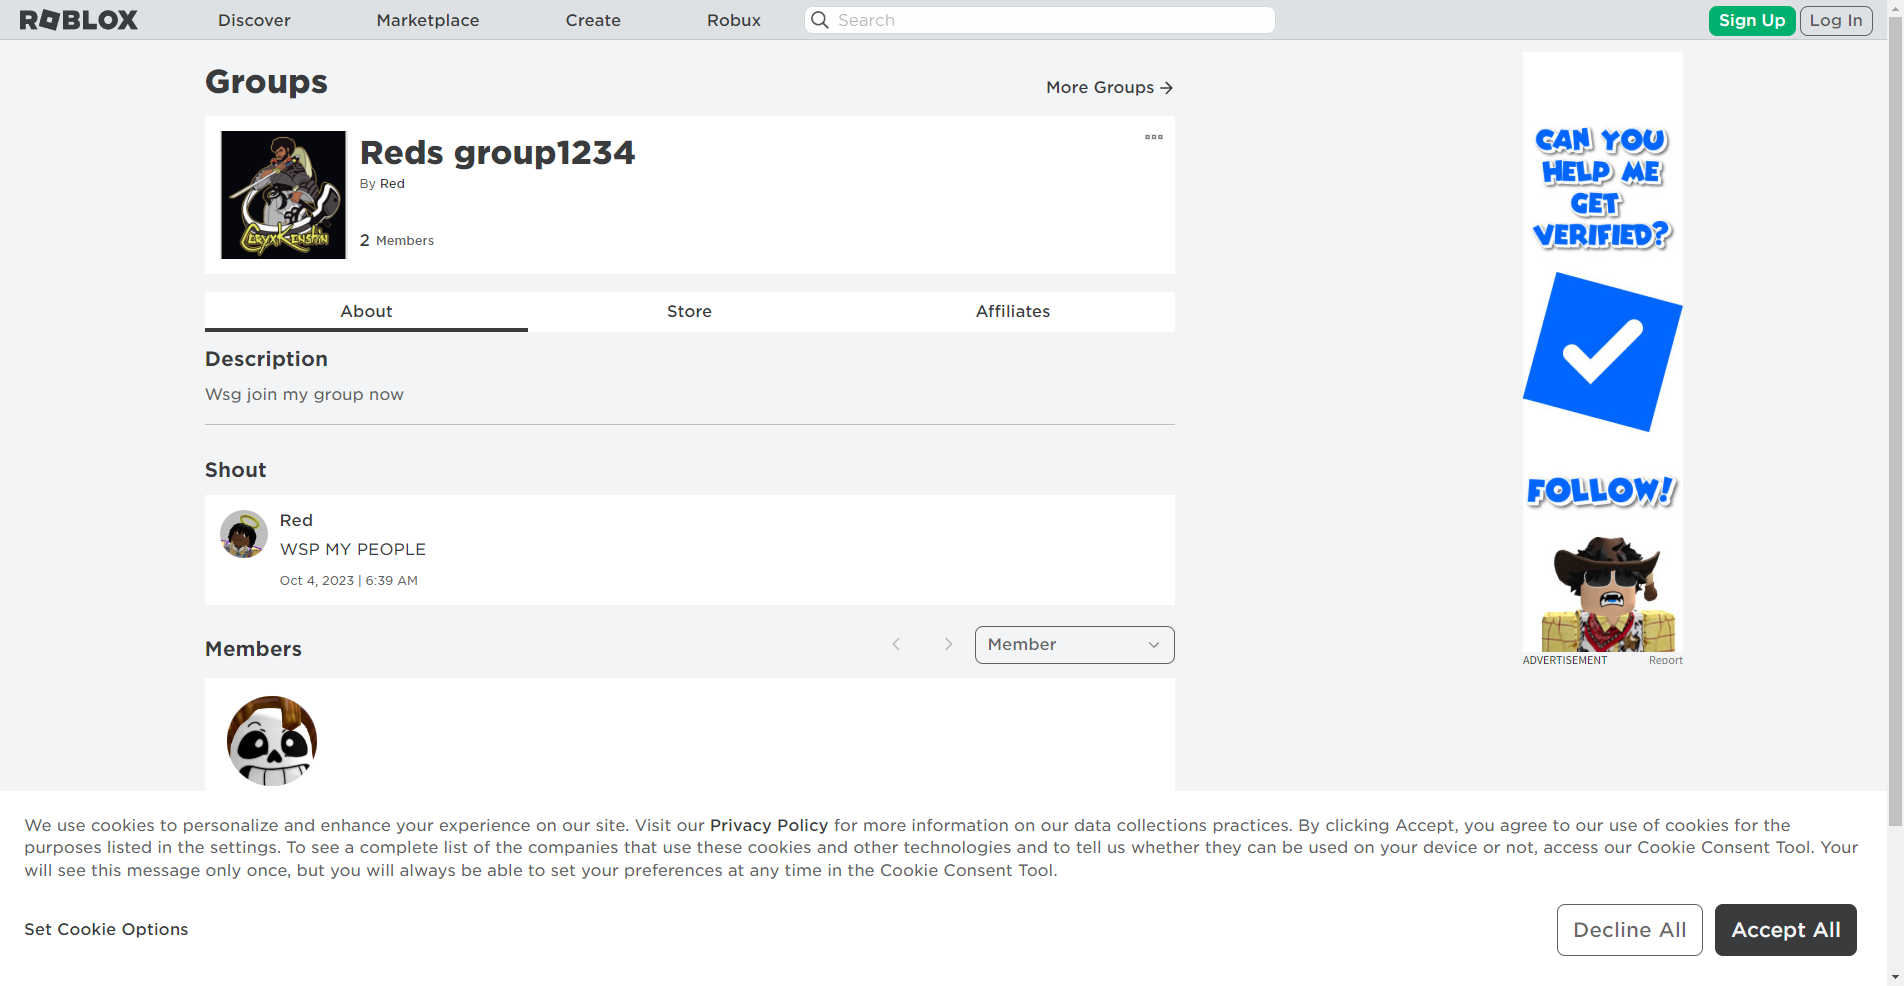 ROBLOX
Discover
Marketplace
Create
Robux
Search
Sign Up
Log In
Groups
More Groups →
Reds group1234
By Red
2 Members
CoryxKenshin
About
Store
Affiliates
Description
Wsg join my group now
Shout
Red
WSP MY PEOPLE
Oct 4, 2023 | 6:39 AM
Members
Member
CAN YOU
HELP ME
GET
VERIFIED?
FOLLOW!
ADVERTISEMENT
Report
We use cookies to personalize and enhance your experience on our site. Visit our Privacy Policy for more information on our data collections practices. By clicking Accept, you agree to our use of cookies for the
purposes listed in the settings. To see a complete list of the companies that use these cookies and other technologies and to tell us whether they can be used on your device or not, access our Cookie Consent Tool. Your
will see this message only once, but you will always be able to set your preferences at any time in the Cookie Consent Tool.
Set Cookie Options
Decline All
Accept All